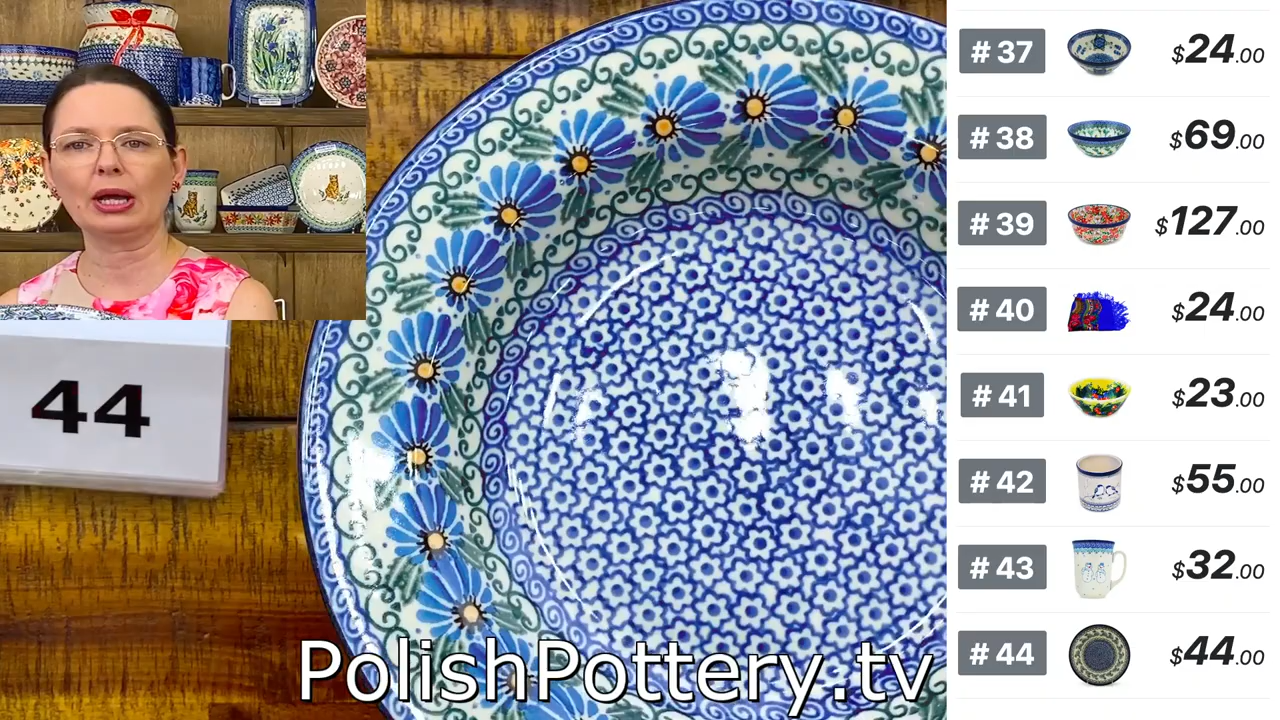 44
PolishPottery.tv
# 37 $24.00
# 38 $69.00
# 39 $127.00
# 40 $24.00
# 41 $23.00
# 42 $55.00
# 43 $32.00
# 44 $44.00